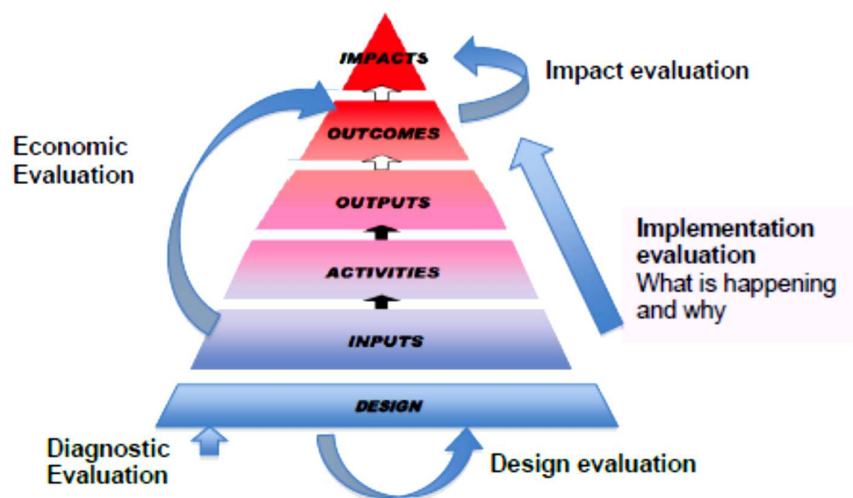 IMPACTS
Impact evaluation
OUTCOMES
Economic
Evaluation
OUTPUTS
Implementation
evaluation
What is happening
and why
ACTIVITIES
INPUTS
DESIGN
Diagnostic
Evaluation
Design evaluation